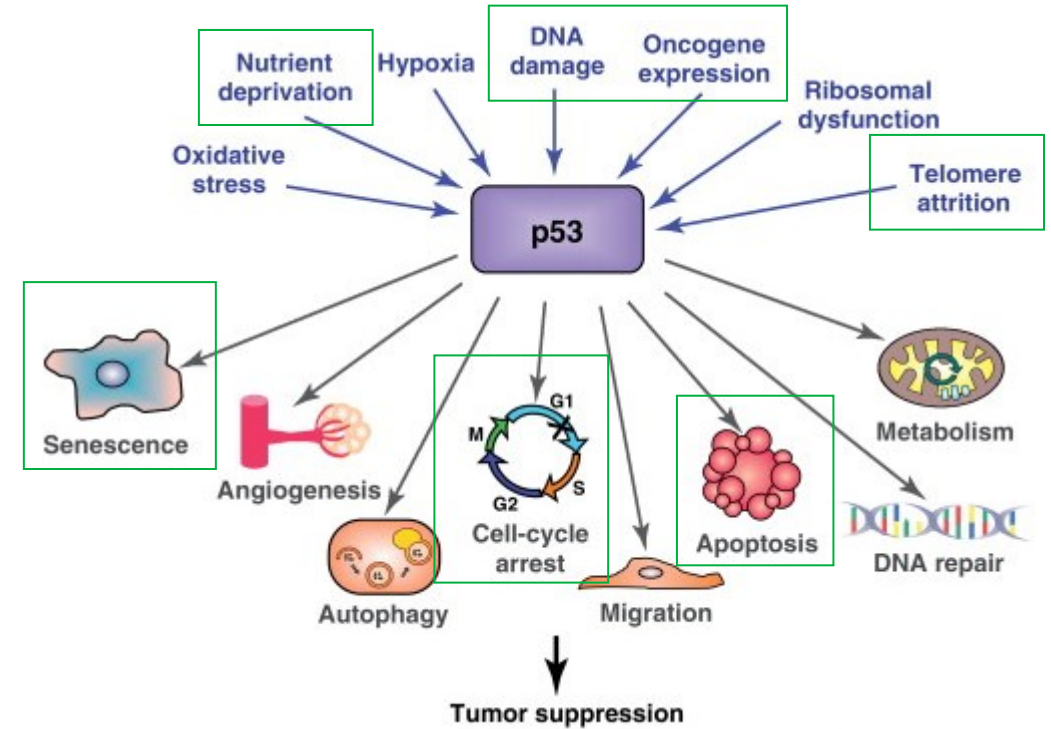 DNA
damage
Oncogene
expression
Nutrient
deprivation
Hypoxia
Ribosomal
dysfunction
Oxidative
stress
Telomere
attrition
p53
Senescence
Angiogenesis
Autophagy
G1
M
S
G2
Cell-cycle
arrest
Migration
Apoptosis
Metabolism
DNA repair
Tumor suppression